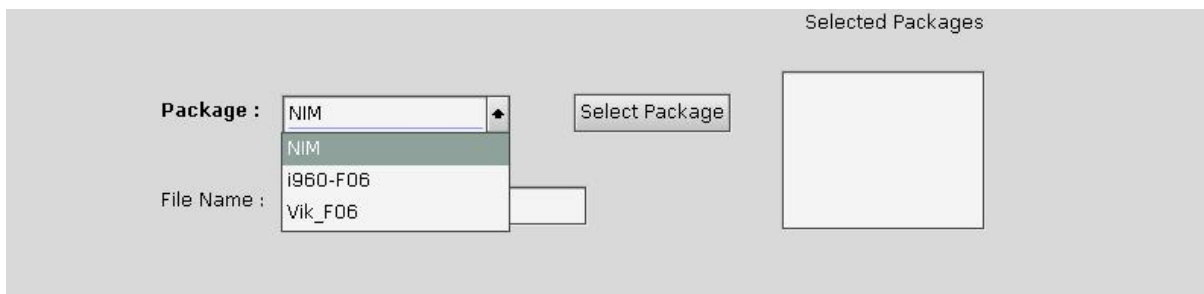 Selected Packages
Package :
NIM
Select Package
NIM
i960-F06
File Name :
Vik_F06